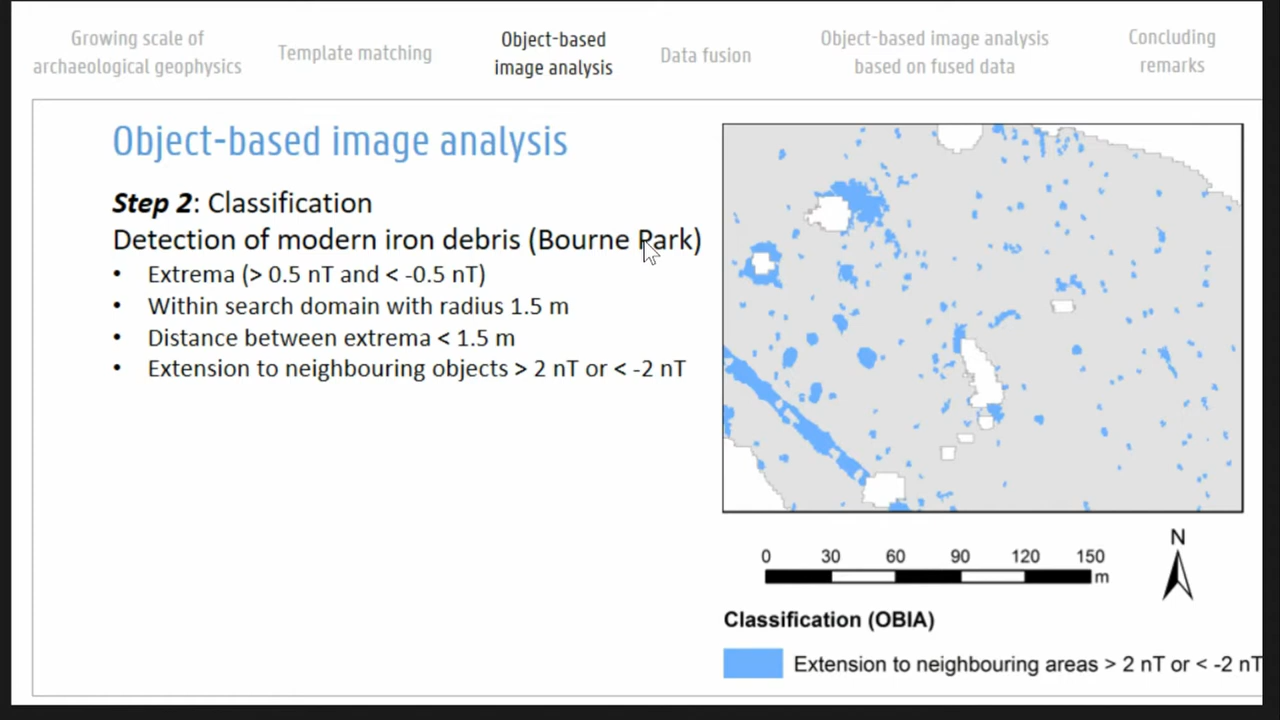 Growing scale of
archaeological geophysics
Template matching
Object-based
image analysis
Data fusion
Object-based image analysis
based on fused data
Concluding
remarks
Object-based image analysis
Step 2: Classification
Detection of modern iron debris (Bourne Park)
• Extrema (> 0.5 nT and < -0.5 nT)
• Within search domain with radius 1.5 m
• Distance between extrema < 1.5 m
• Extension to neighbouring objects > 2 nT or < -2 nT
N
0 30 60 90 120 150
m
Classification (OBIA)
Extension to neighbouring areas > 2 nT or < -2 nT